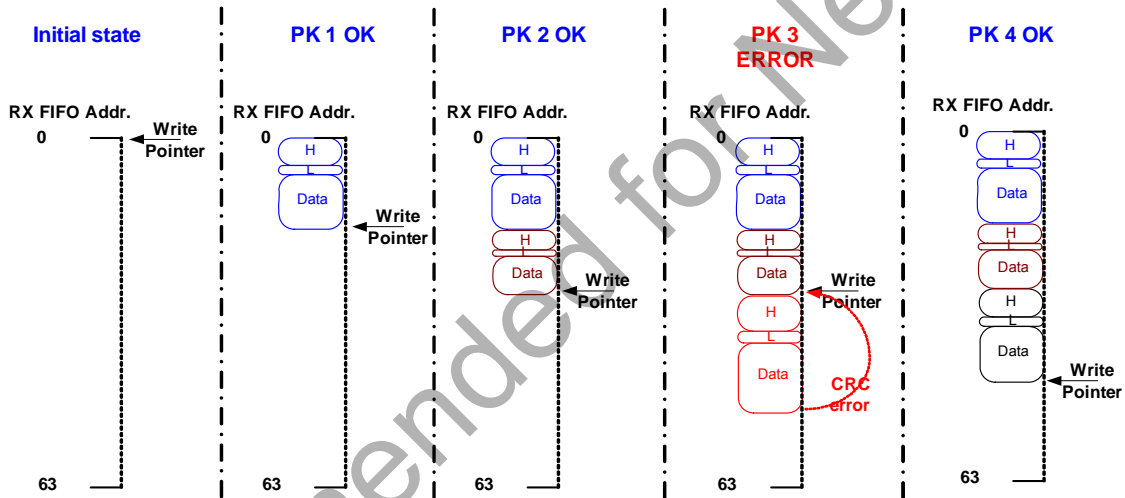 Initial state
RX FIFO Addr.
0
Write
Pointer
63
PK 1 OK
RX FIFO Addr.
0
H
L
Data
Write
Pointer
63
PK 2 OK
RX FIFO Addr.
0
H
L
Data
H
L
Data
Write
Pointer
63
PK 3
ERROR
RX FIFO Addr.
0
H
L
Data
H
L
Data
Write
Pointer
H
L
Data
CRC
error
63
PK 4 OK
RX FIFO Addr.
0
H
L
Data
H
L
Data
H
L
Data
Write
Pointer
63
mended for Ne